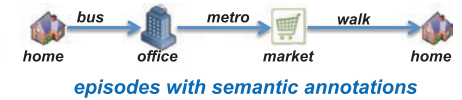 bus metro walk
home office market home
episodes with semantic annotations